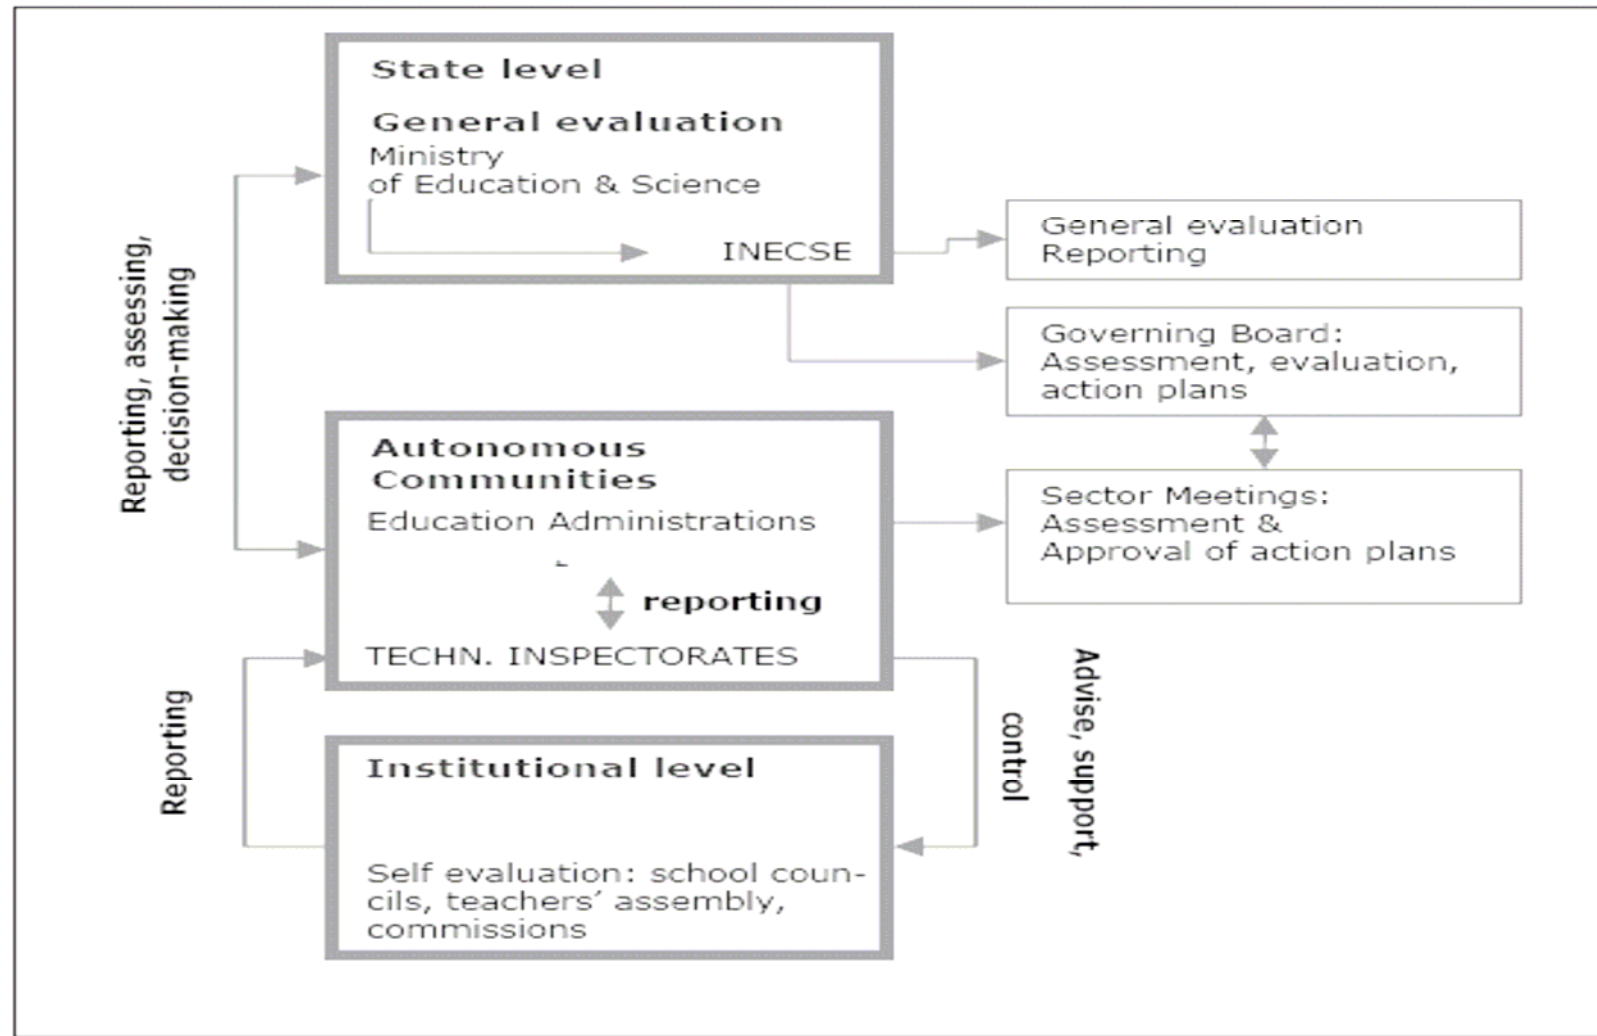 State level
General evaluation
Ministry
of Education & Science
INECSE
General evaluation
Reporting
Governing Board:
Assessment, evaluation,
action plans
Reporting, assessing,
decision-making
Autonomous
Communities
Education Administrations
reporting
TECHN. INSPECTORATES
Sector Meetings:
Assessment &
Approval of action plans
Reporting
Advise, support,
control
Institutional level
Self evaluation: school coun-
cils, teachers’ assembly,
commissions